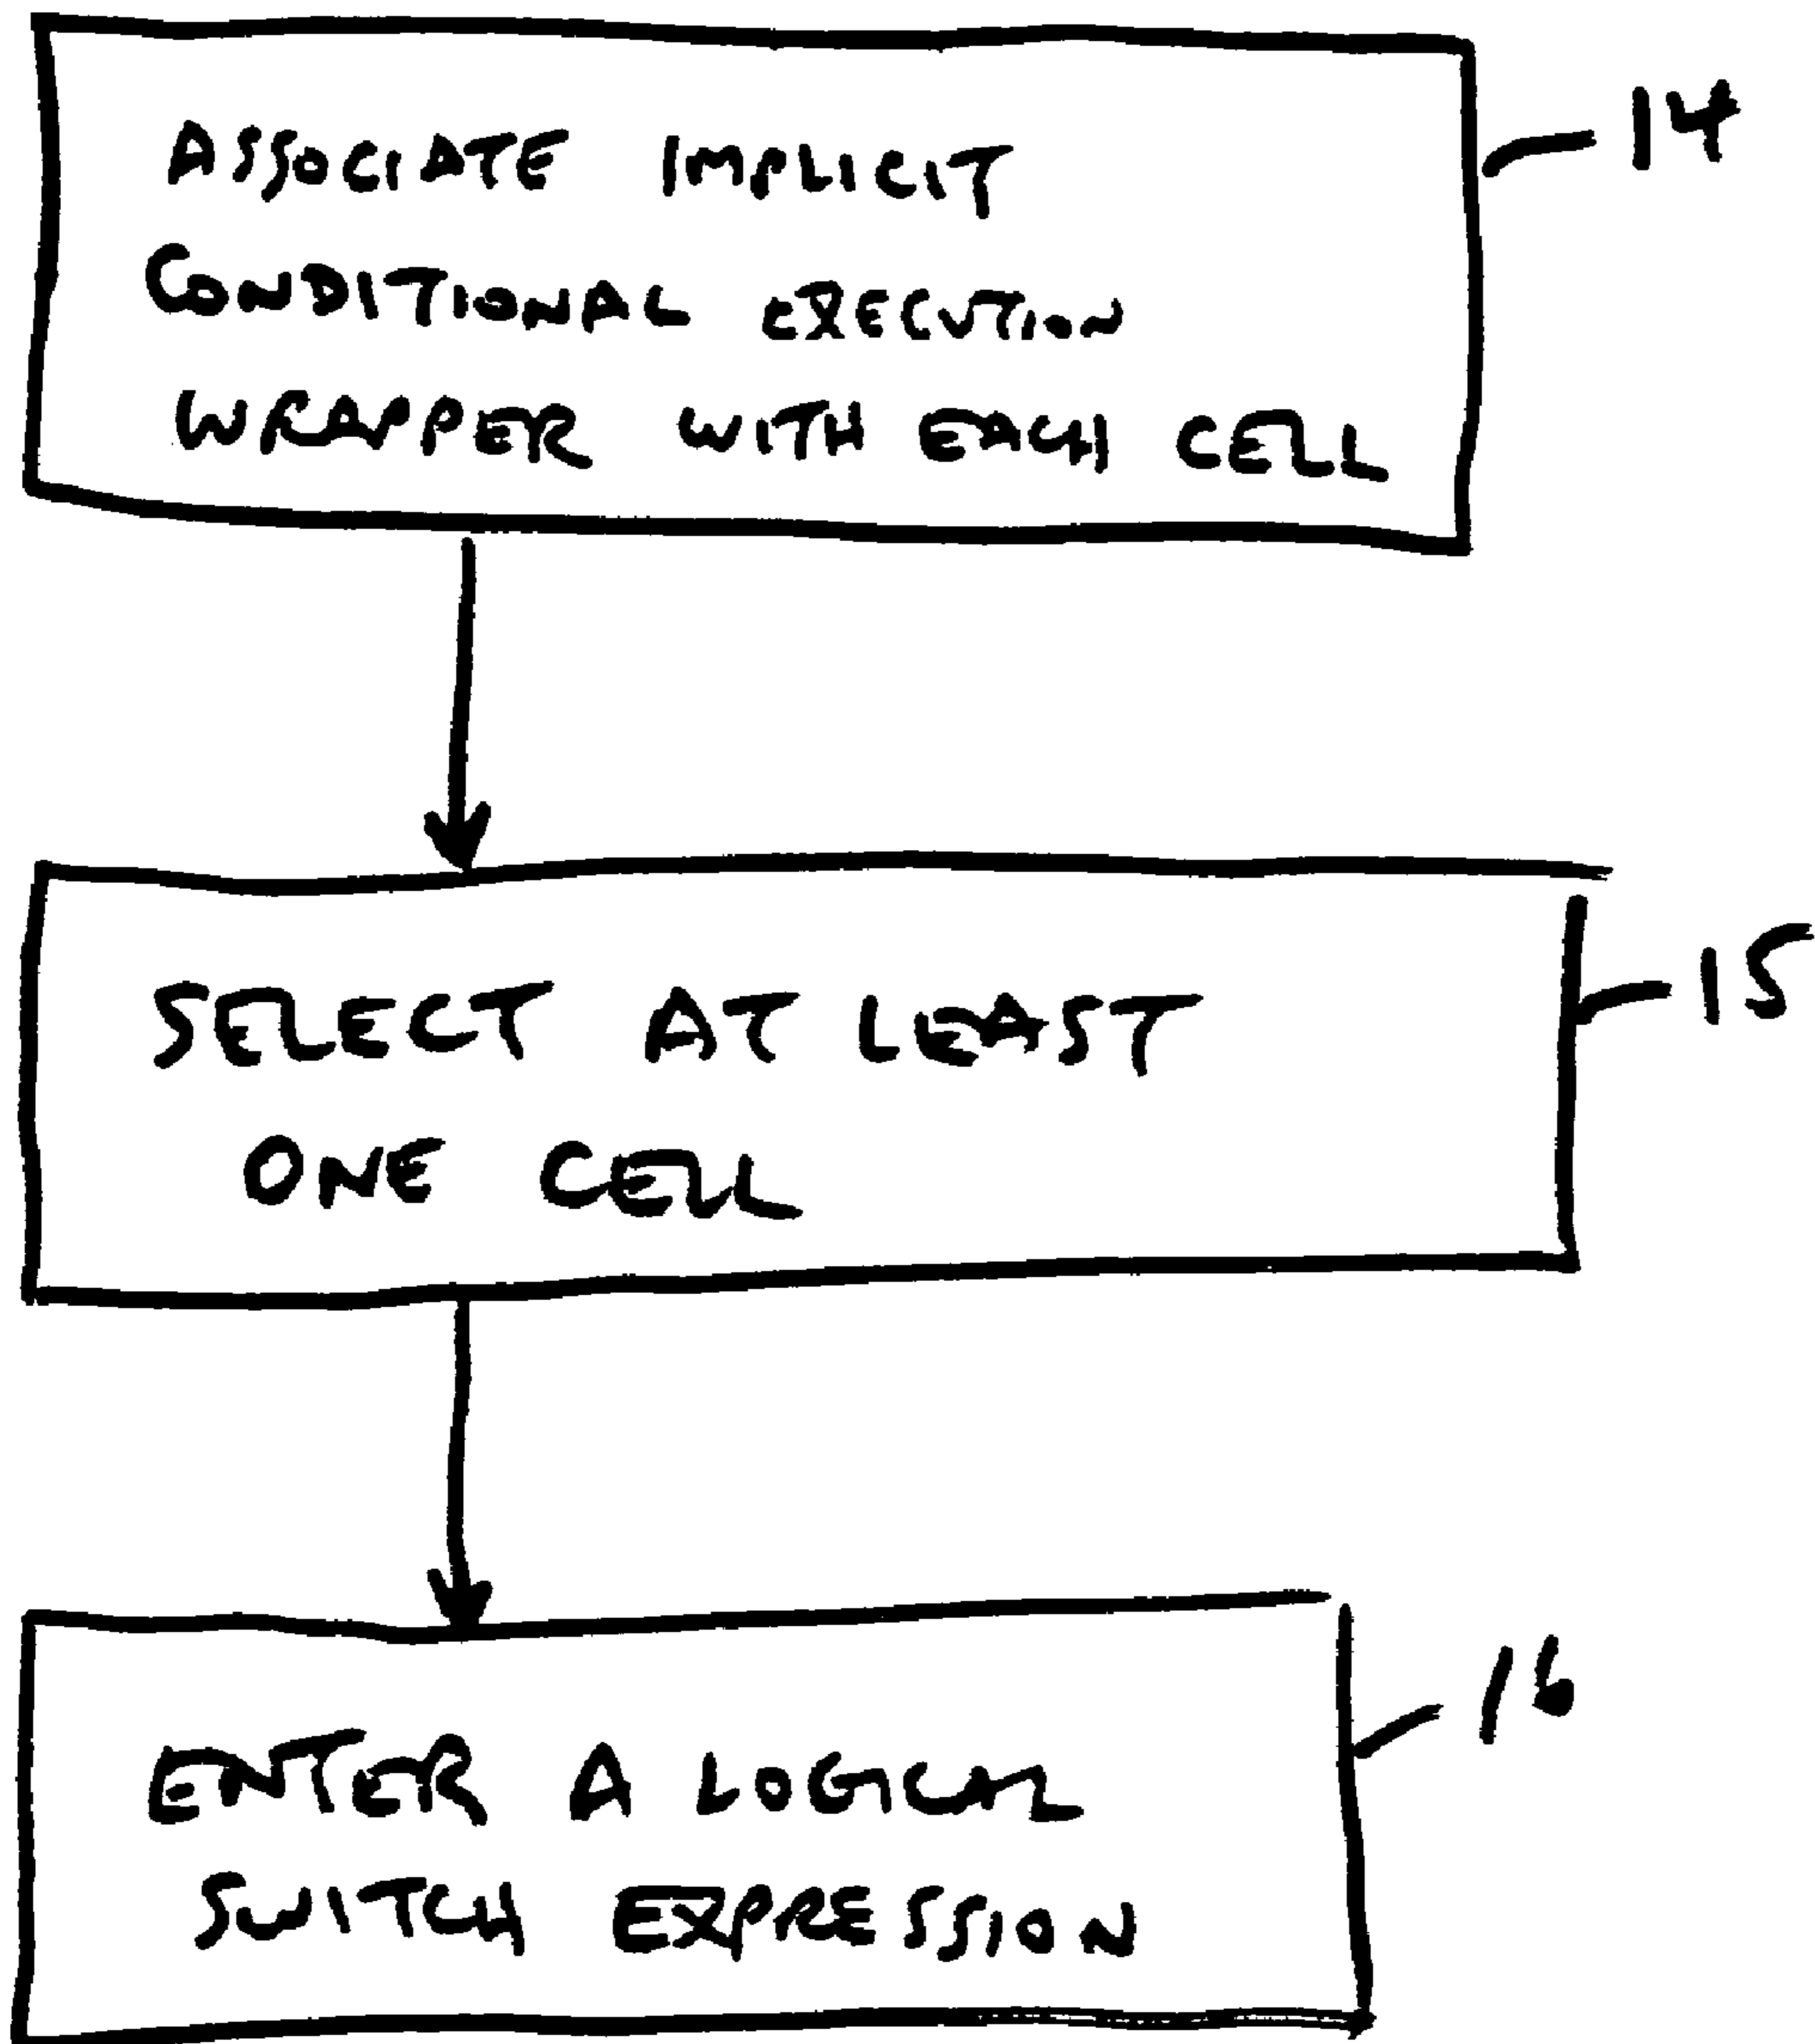 ASSOCIATE IMPLICIT
CONDITIONAL EXECUTION
WRAPPER WITH EACH CELL
14
SELECT AT LEAST
ONE CELL
15
ENTER A LOGICAL
SWITCH EXPRESSION
16